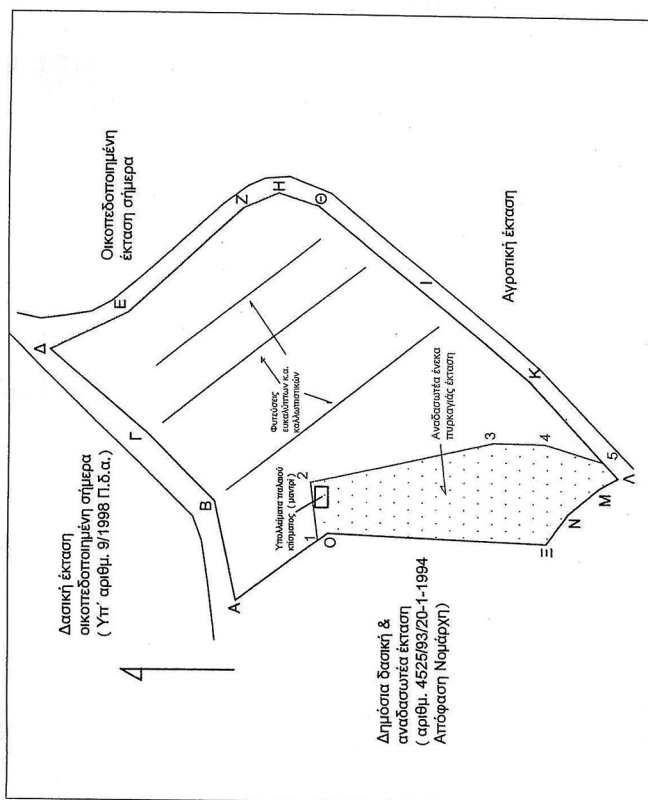 Δασική έκταση
οικοπεδοποιημένη σήμερα
( Υπ' αριθμ. 9/1998 Π.δ.α.)
Οικοπεδοποιημένη
έκταση σήμερα
Δ
Ε
Ζ
Η
Θ
Γ
Β
Α
Φυτεύσεις
ευκαλύπτων κ.α.
καλλωπιστικών
Ι
Αγροτική έκταση
Υπολλείματα παλαιού
κτίσματος ( μαντρί )
1
2
Ο
Αναδασωτέα ένεκα
πυρκαγιάς έκταση
3
4
5
Κ
Λ
Μ
Ν
Ξ
Δημόσια δασική &
αναδασωτέα έκταση
( αριθμ. 4525/93/20-1-1994
Απόφαση Νομάρχη)